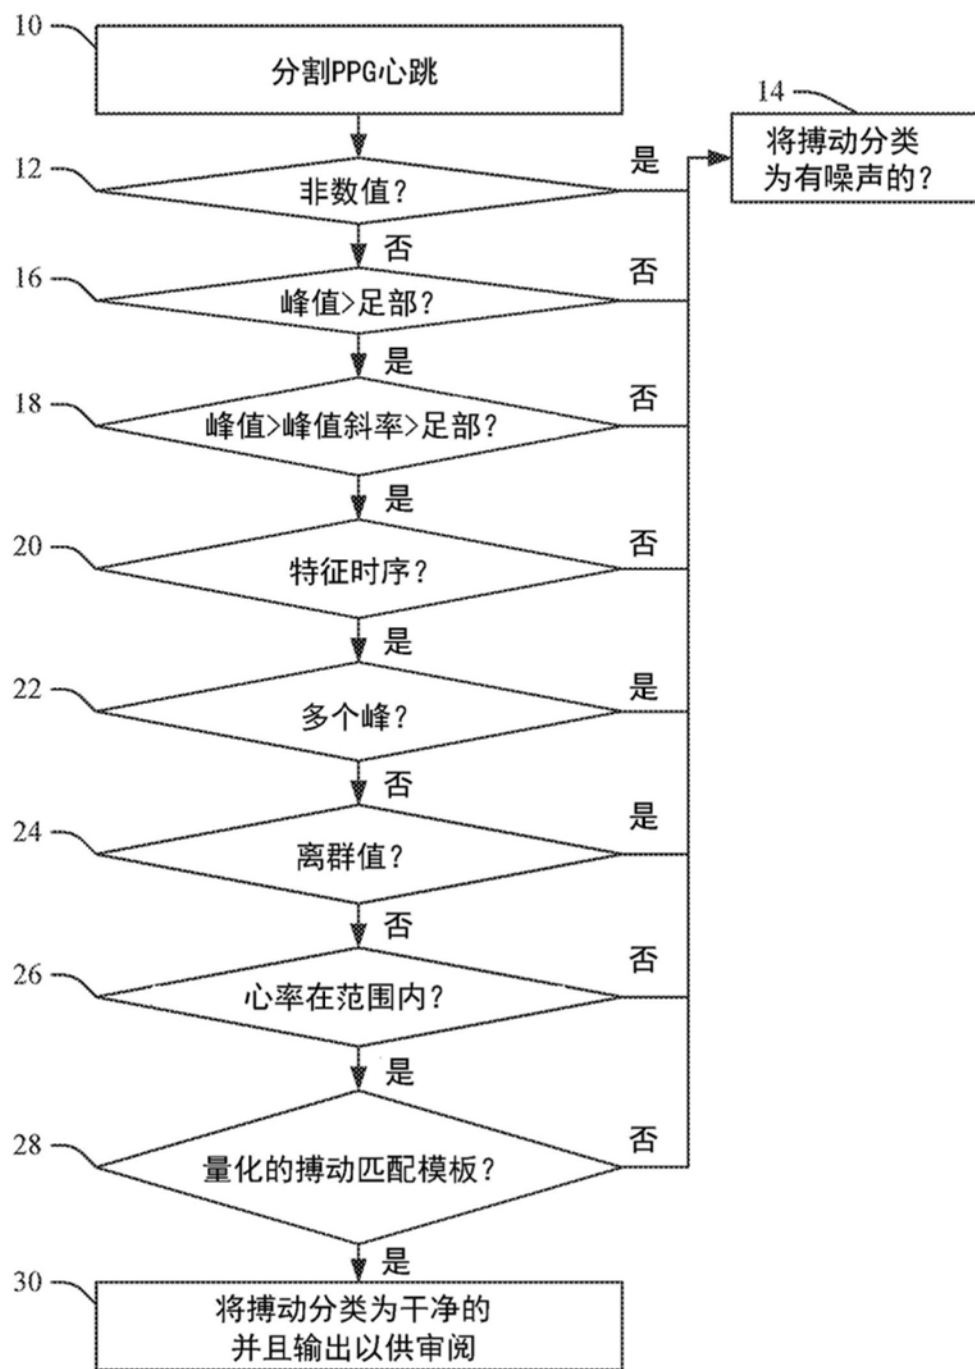 10
分割PPG心跳
14
将搏动分类
为有噪声的？
12
非数值？
是
否
16
峰值>足部？
否
是
18
峰值>峰值斜率>足部？
否
是
20
特征时序？
否
是
22
多个峰？
是
否
24
离群值？
是
否
26
心率在范围内？
否
是
28
量化的搏动匹配模板？
否
是
30
将搏动分类为干净的
并且输出以供审阅